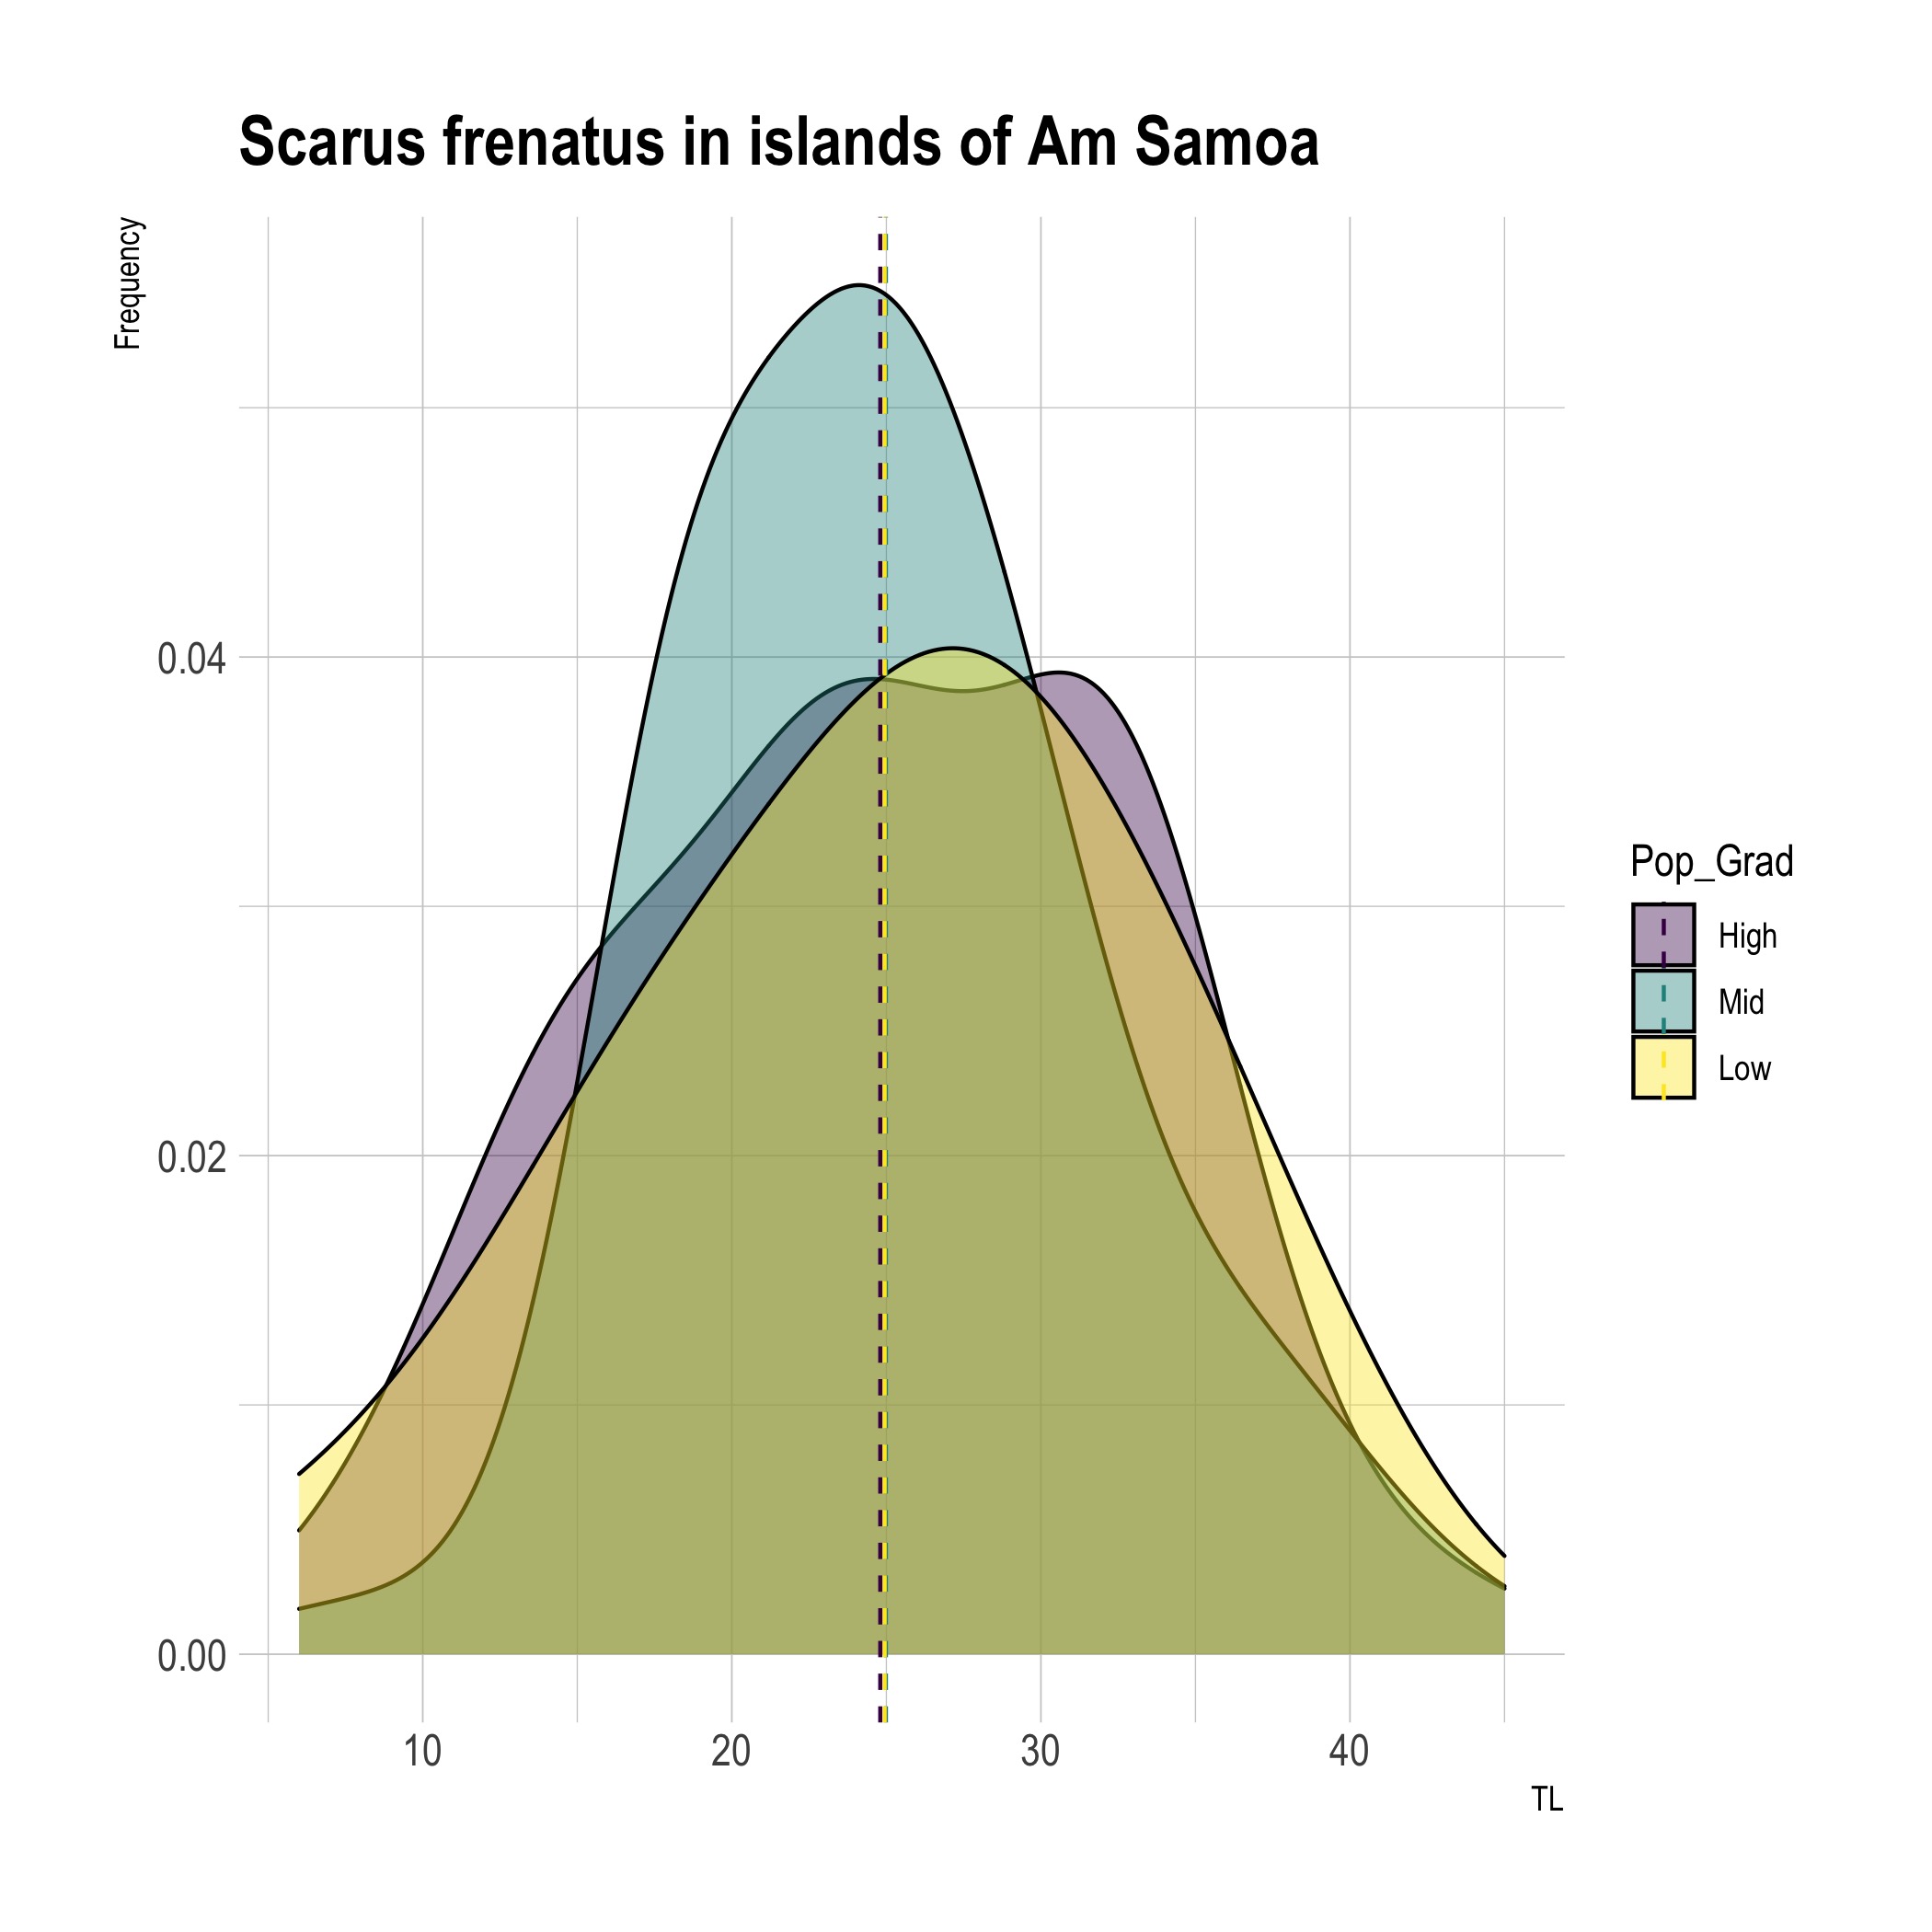 Scarus frenatus in islands of Am Samoa
Frequency
0.04
0.02
0.00
10 20 30 40
TL
Pop_Grad
High
Mid
Low